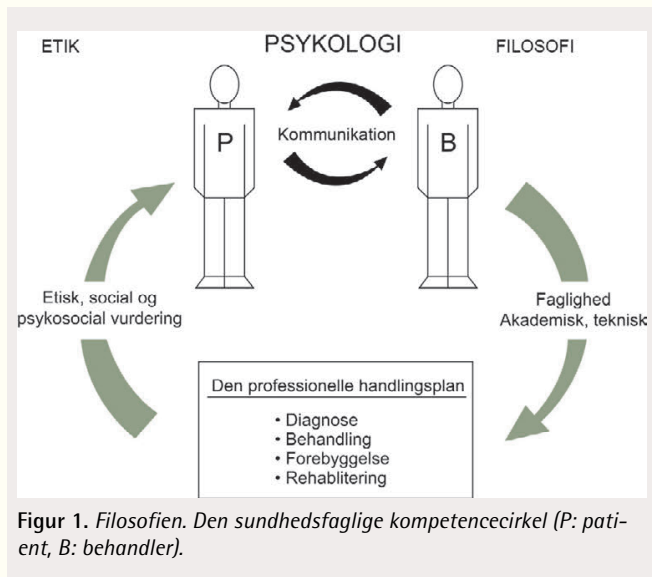 ETIK
PSYKOLOGI
FILOSOFI
P
Kommunikation
B
Etisk, social og
psykosocial vurdering
Faglighed
Akademisk, teknisk
Den professionelle handlingsplan
• Diagnose
• Behandling
• Forebyggelse
• Rehablitering
Figur 1. Filosofien. Den sundhedsfaglige kompetencecirkel (P: pati-
ent, B: behandler).